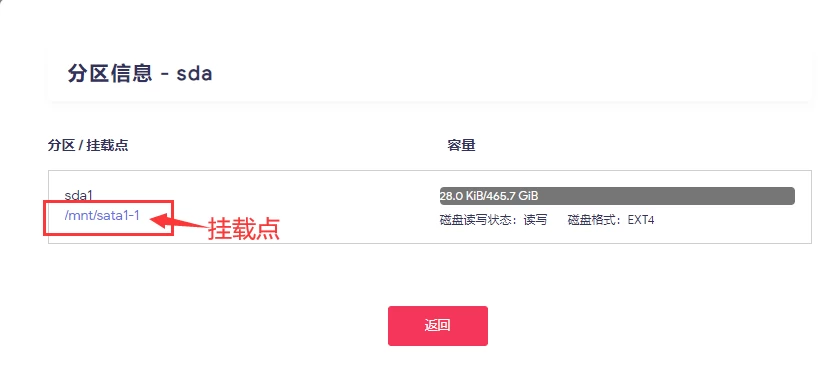 分区信息 - sda
分区 / 挂载点
容量
sda1
28.0 KiB/465.7 GiB
/mnt/sata1-1
挂载点
磁盘读写状态：读写 磁盘格式：EXT4
返回